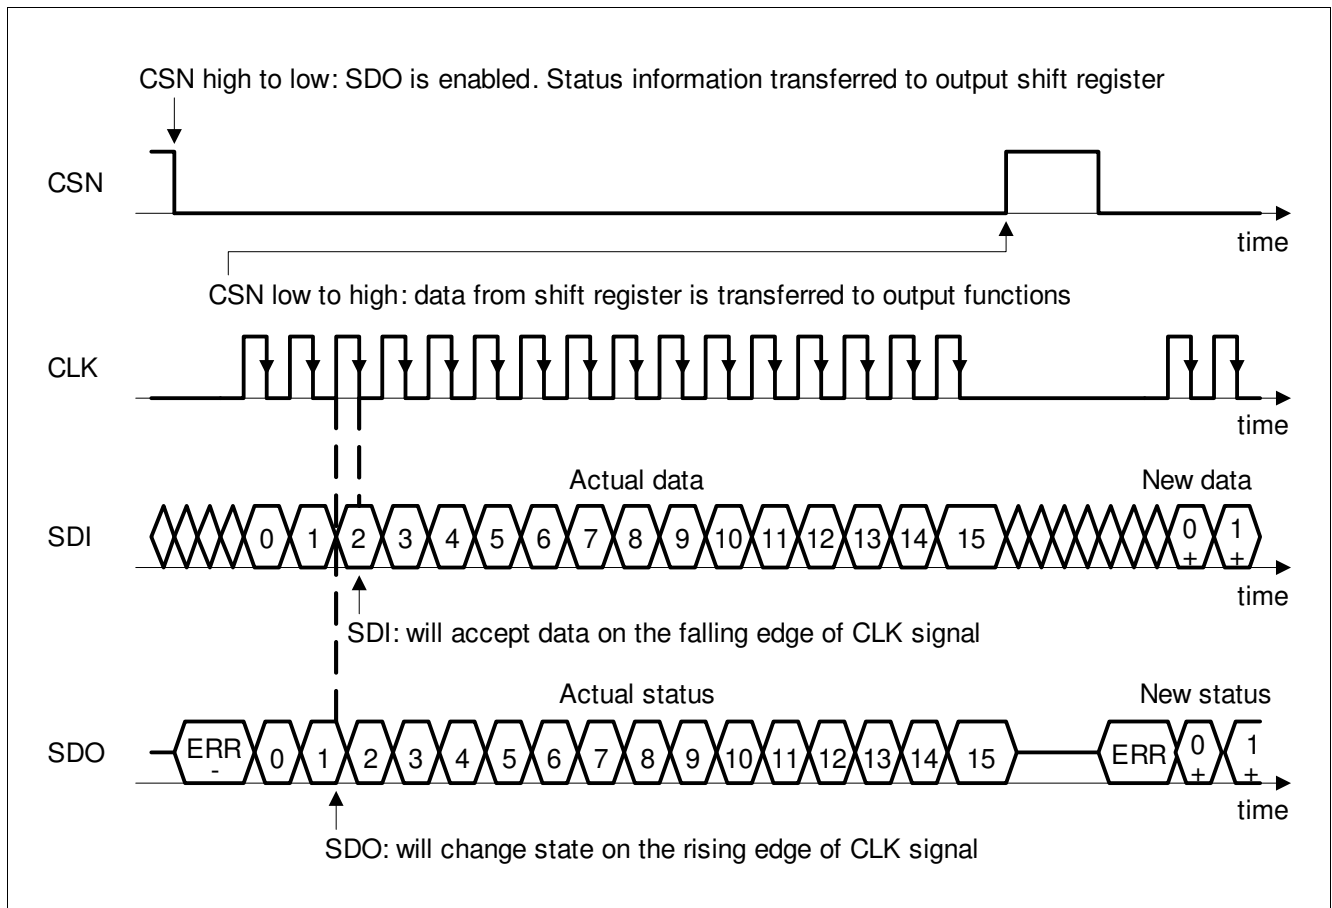 CSN high to low: SDO is enabled. Status information transferred to output shift register
CSN
time
CSN low to high: data from shift register is transferred to output functions
CLK
time
Actual data
New data
SDI
0 1 2 3 4 5 6 7 8 9 10 11 12 13 14 15 0 1
+ +
time
SDI: will accept data on the falling edge of CLK signal
Actual status
New status
SDO
ERR 0 1 2 3 4 5 6 7 8 9 10 11 12 13 14 15 ERR 0 1
- + +
time
SDO: will change state on the rising edge of CLK signal